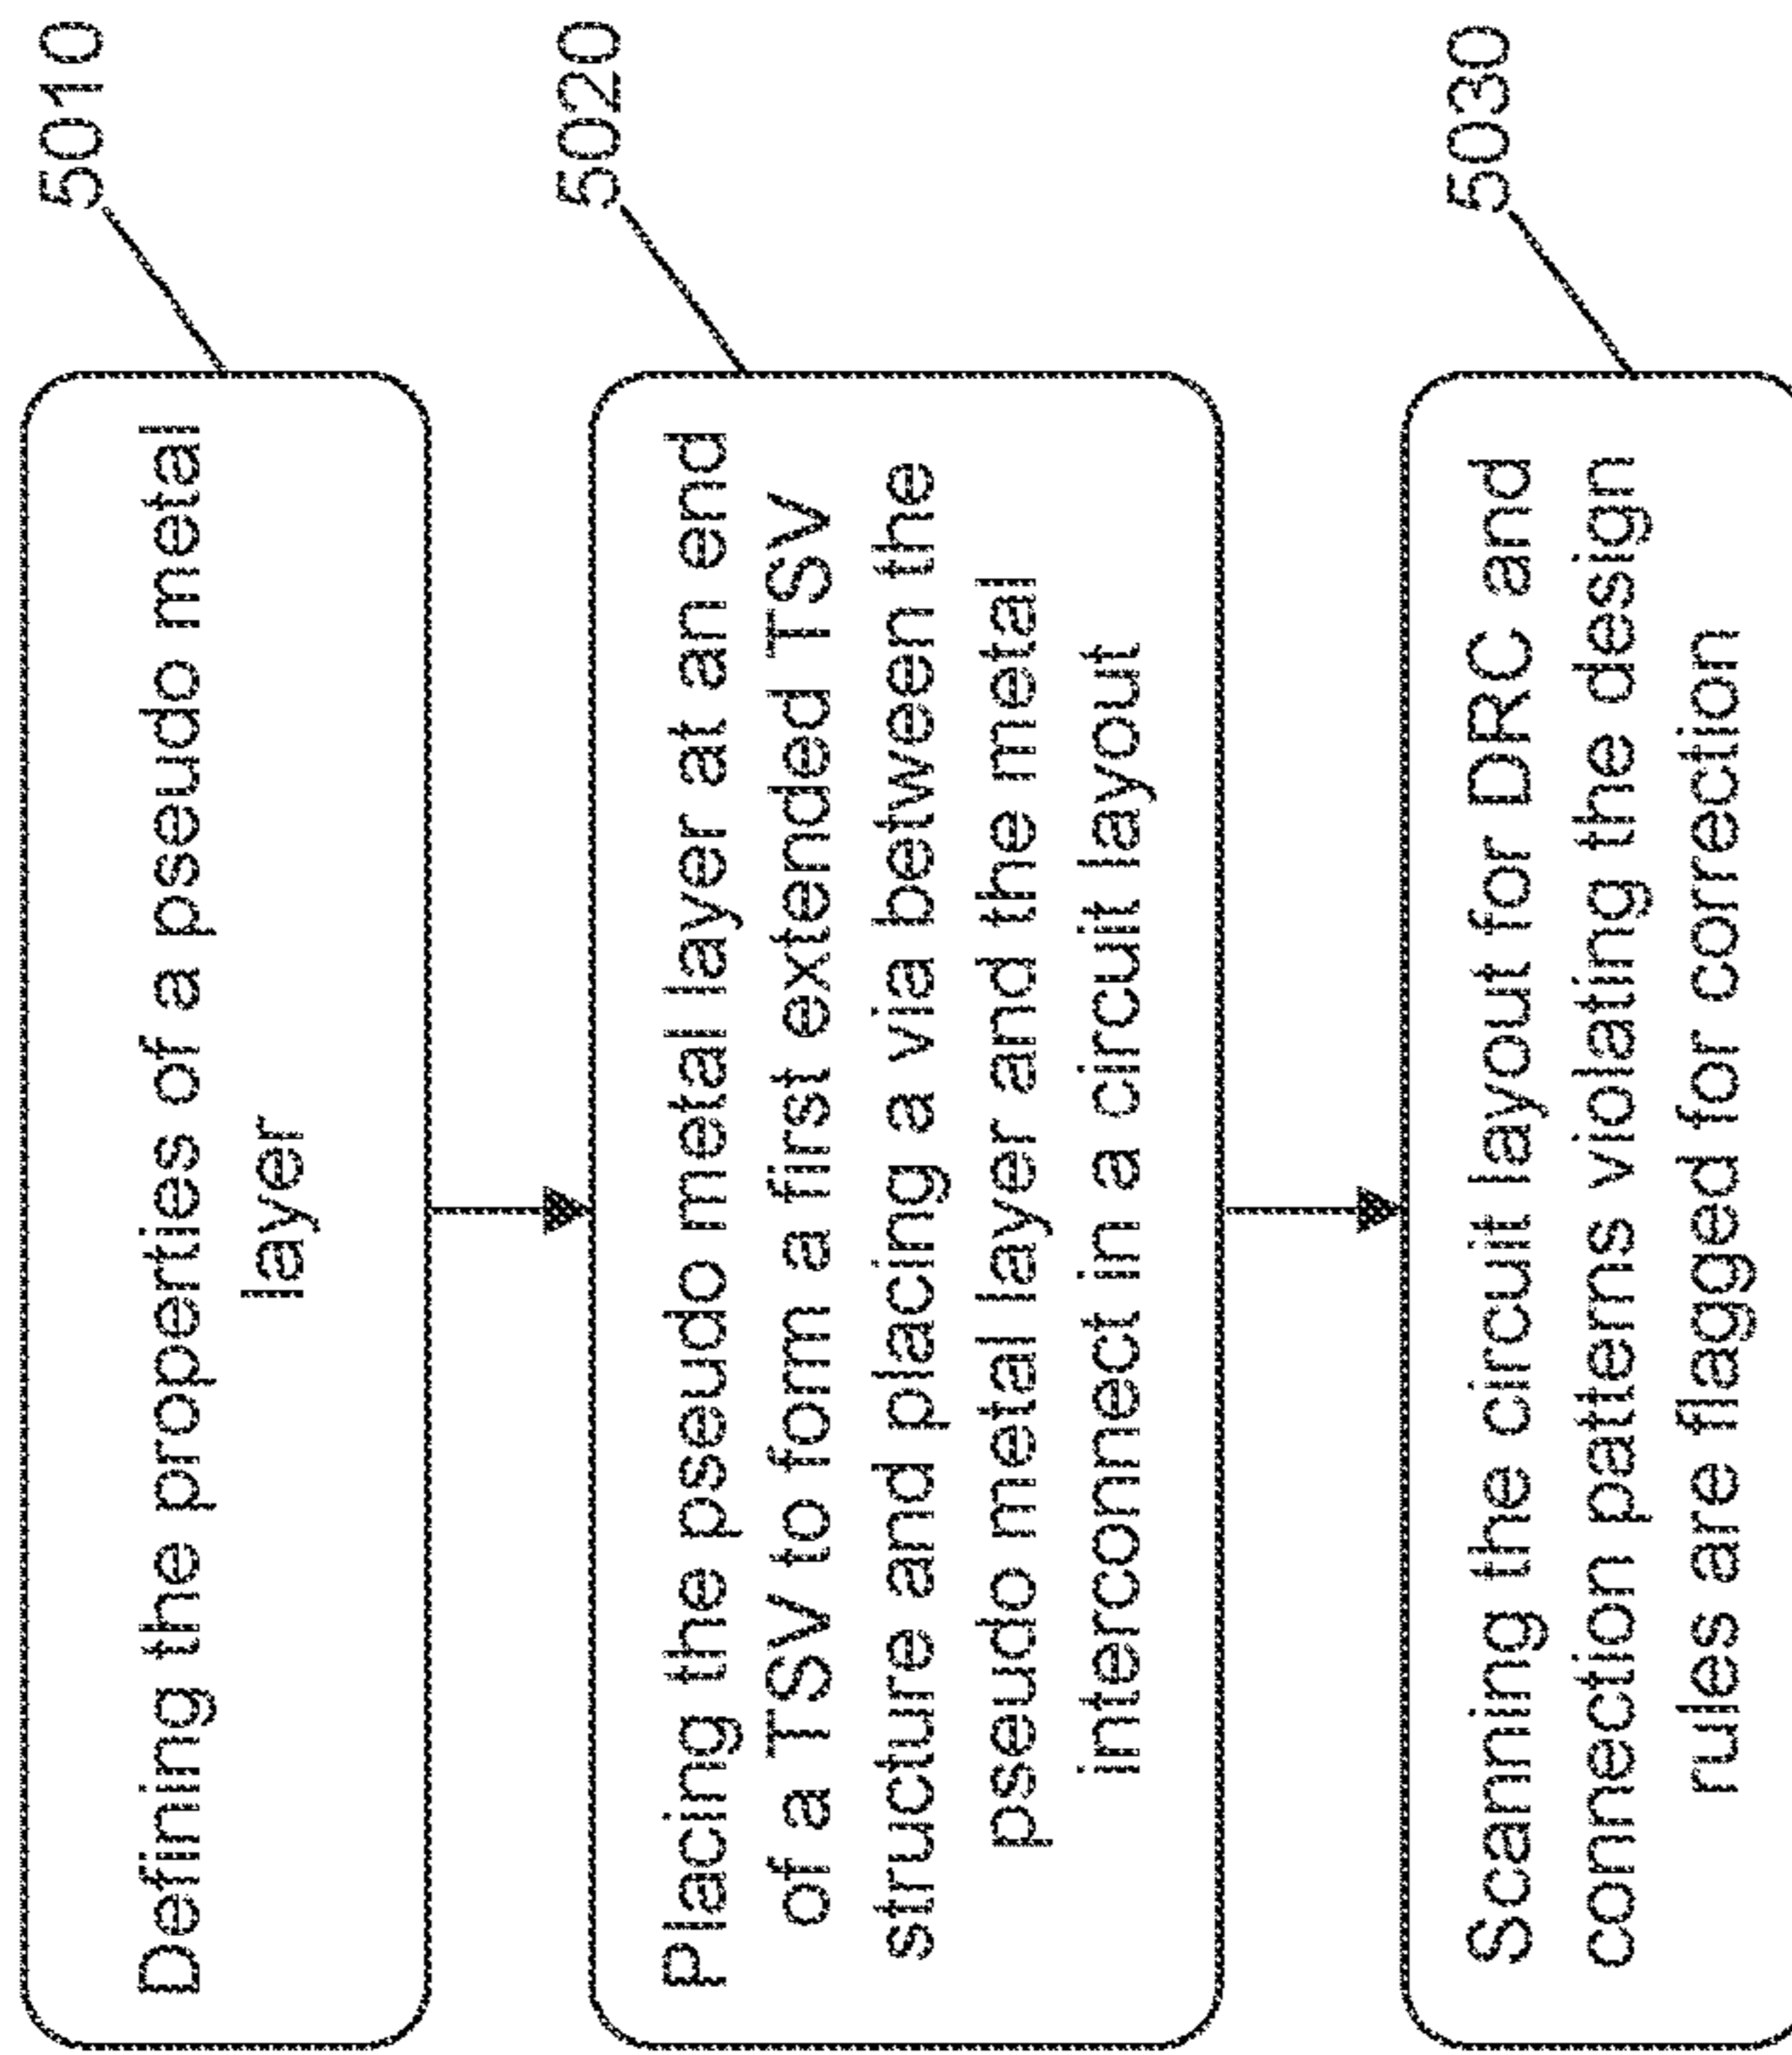 Defining the properties of a pseudo metal
layer
5010
Placing the pseudo metal layer at an end
of a TSV to form a first extended TSV
structure and placing a via between the
pseudo metal layer and the metal
interconnect in a circuit layout
5020
Scanning the circuit layout for DRC and
connection patterns violating the design
rules are flagged for correction
5030